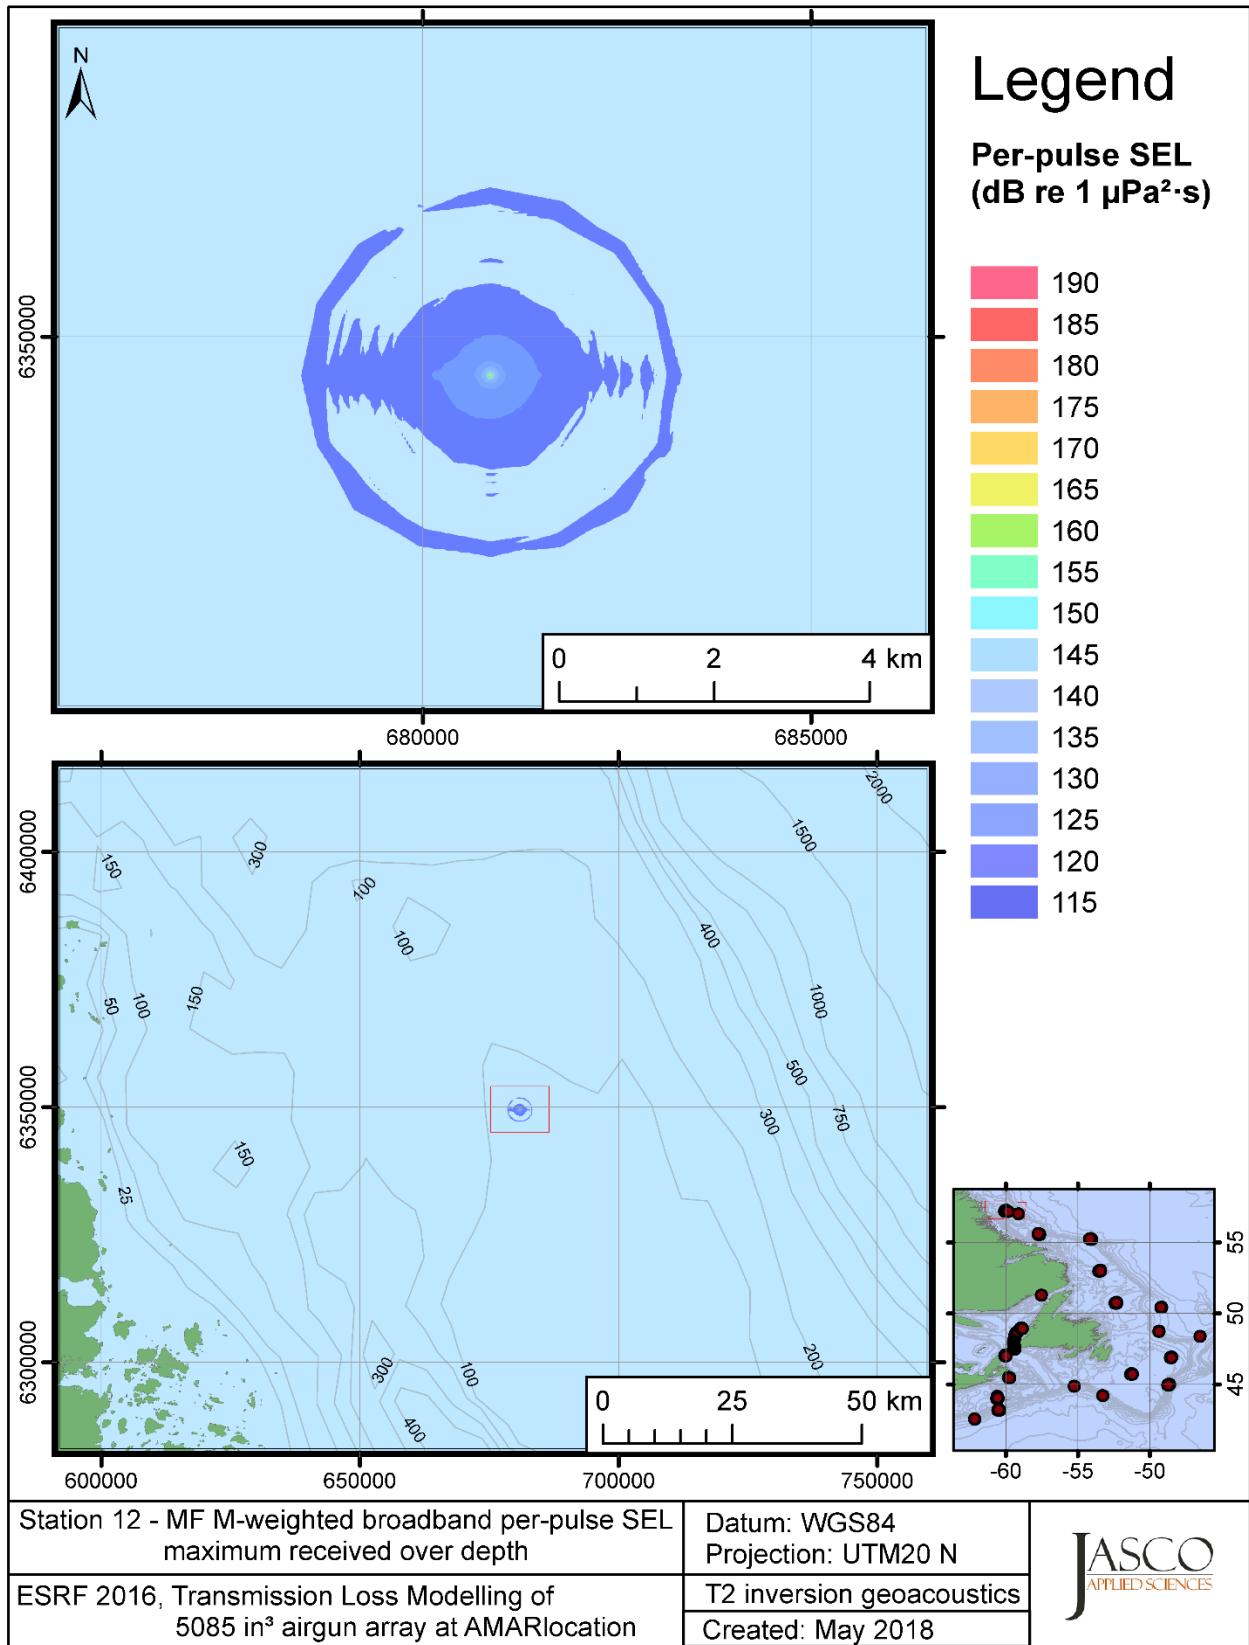 N
6350000
0 2 4 km
680000 685000
Legend
Per-pulse SEL
(dB re 1 µPa²·s)
190
185
180
175
170
165
160
155
150
145
140
135
130
125
120
115
6400000
6350000
6300000
2000
1500
300
150
100
100
400
50
100
150
1000
500
750
300
150
25
300
100
200
400
0 25 50 km
600000 650000 700000 750000
55
50
45
-60 -55 -50
Station 12 - MF M-weighted broadband per-pulse SEL
maximum received over depth
ESRF 2016, Transmission Loss Modelling of
5085 in³ airgun array at AMARlocation
Datum: WGS84
Projection: UTM20 N
T2 inversion geoacoustics
Created: May 2018
JASCO
APPLIED SCIENCES